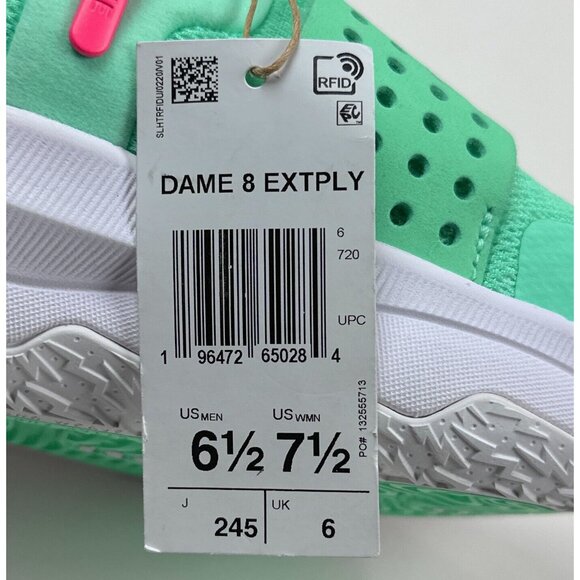 SLHTRFIDUI0220/V01
RFID
DAME 8 EXTPLY
6
720
UPC
1 96472 65028 4
PO# 132555713
US MEN US WMN
6½ 7½
J 245 UK 6